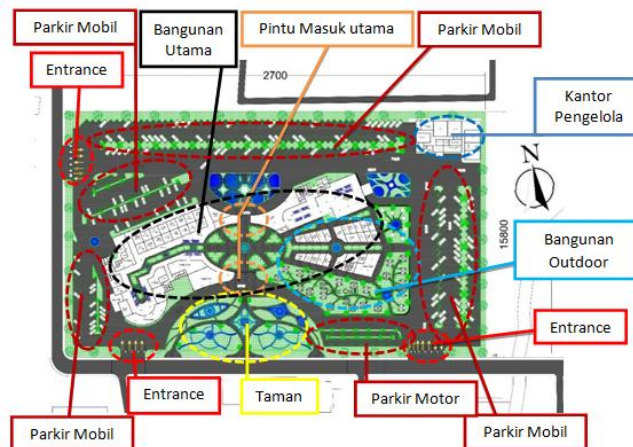 Parkir Mobil
Bangunan
Utama
Pintu Masuk utama
Parkir Mobil
Entrance
2700
Kantor
Pengelola
N
15800
Bangunan
Outdoor
Entrance
Parkir Mobil
Entrance
Taman
Parkir Motor
Parkir Mobil